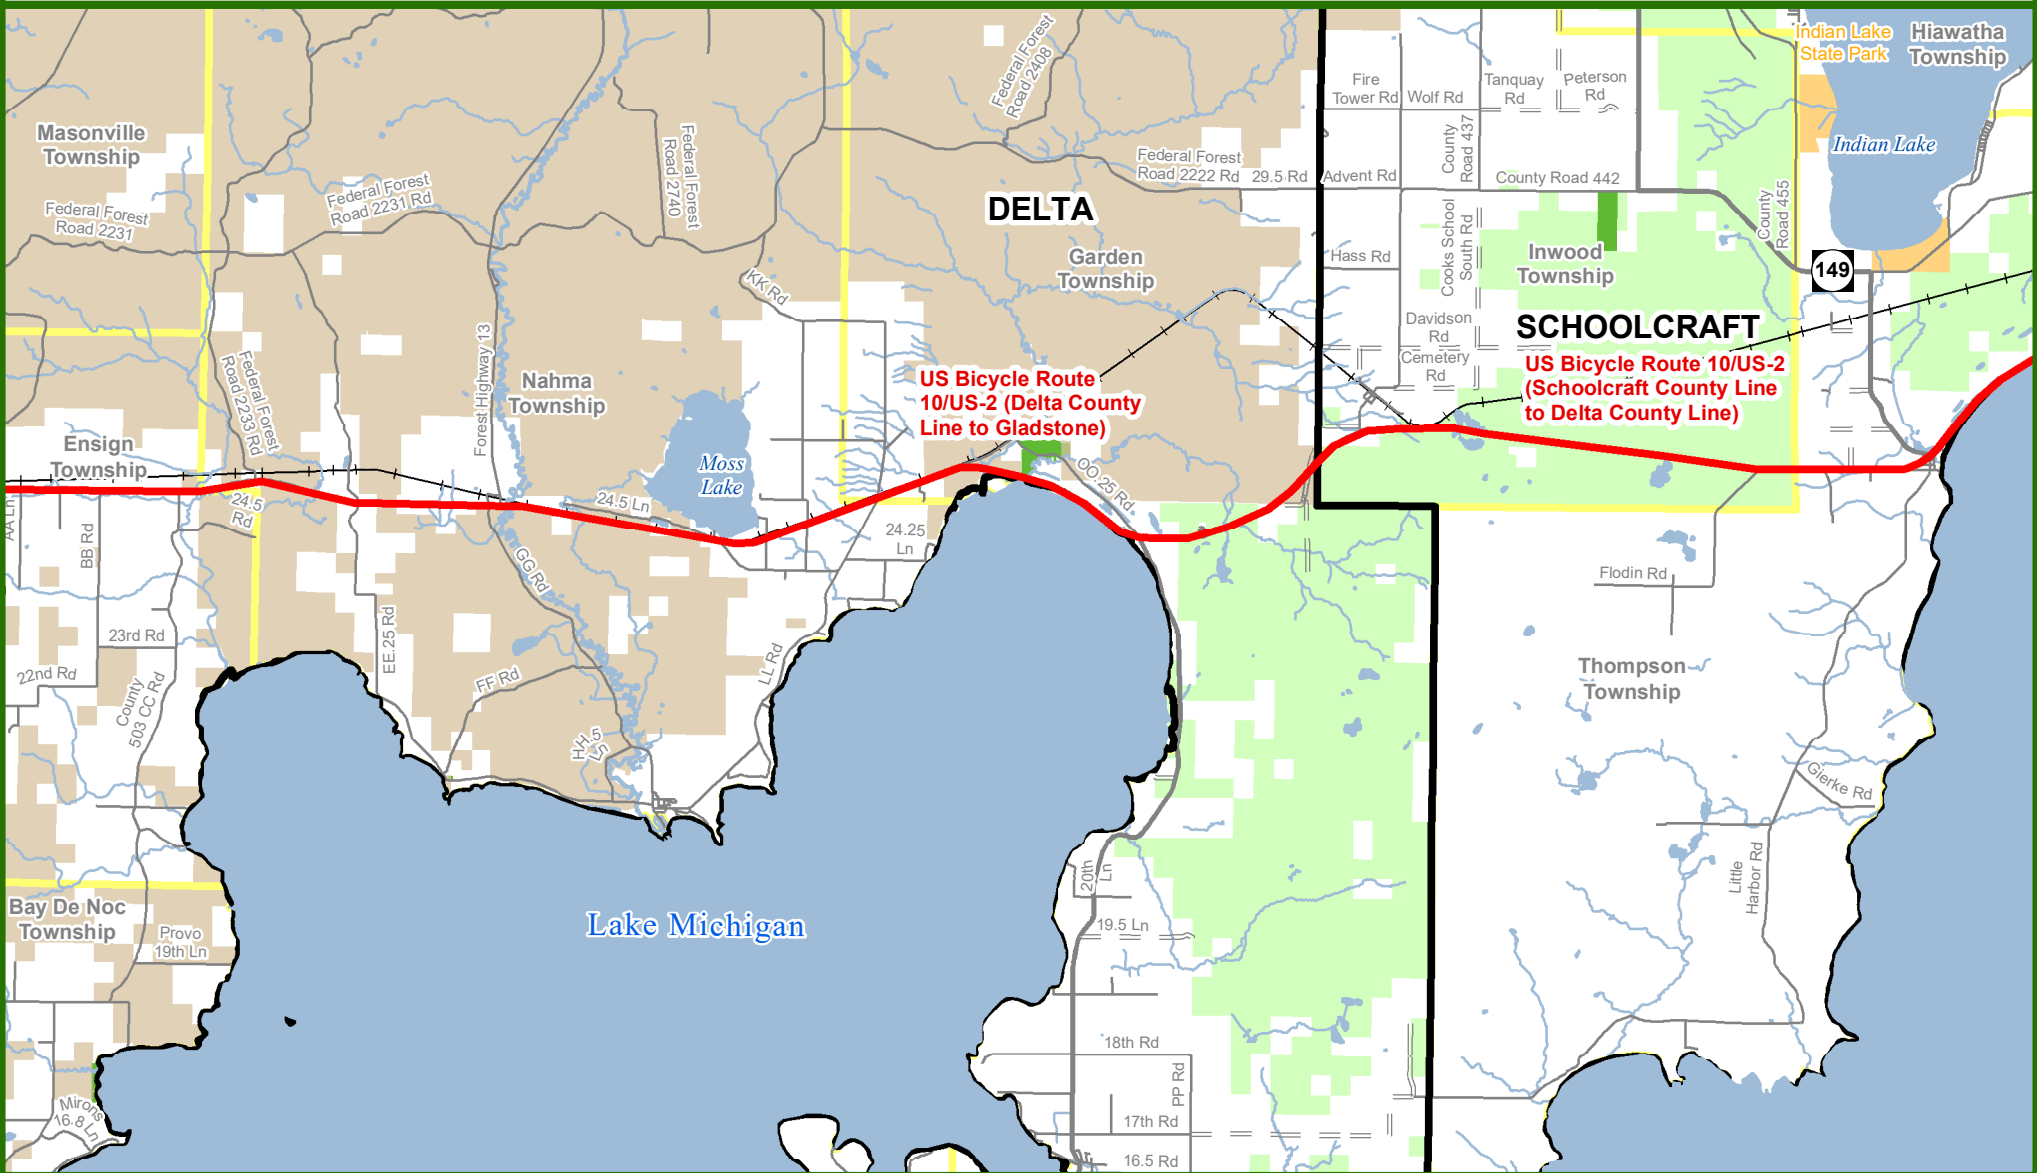 Indian Lake
State Park
Hiawatha
Township
Federal Forest
Road 2408
Fire
Tower Rd
Wolf Rd
Tanquay
Rd
Peterson
Rd
Masonville
Township
Federal Forest
Road 2740
County
Road 437
Indian Lake
Federal Forest
Road 2222 Rd
29.5 Rd
Advent Rd
County Road 442
Federal Forest
Road 2231 Rd
Federal Forest
Road 2231
DELTA
County
Road 455
Cooks School
South Rd
Garden
Township
Hass Rd
Inwood
Township
149
KK Rd
Davidson
Rd
SCHOOLCRAFT
Cemetery
Rd
US Bicycle Route 10/US-2
(Schoolcraft County Line
to Delta County Line)
Federal Forest
Road 2233 Rd
Forest Highway 13
Nahma
Township
US Bicycle Route
10/US-2 (Delta County
Line to Gladstone)
Ensign
Township
Moss
Lake
OO.25 Rd
AA Ln
24.5
Rd
24.5 Ln
24.25
Ln
BB Rd
GG Rd
Flodin Rd
23rd Rd
EE.25 Rd
22nd Rd
FF Rd
LL Rd
Thompson
Township
County
503 CC Rd
HH.5
Ln
Gierke Rd
20th
Ln
Little
Harbor Rd
Bay De Noc
Township
Provo
19th Ln
Lake Michigan
19.5 Ln
18th Rd
PP Rd
Mirons
16.8 Ln
17th Rd
16.5 Rd